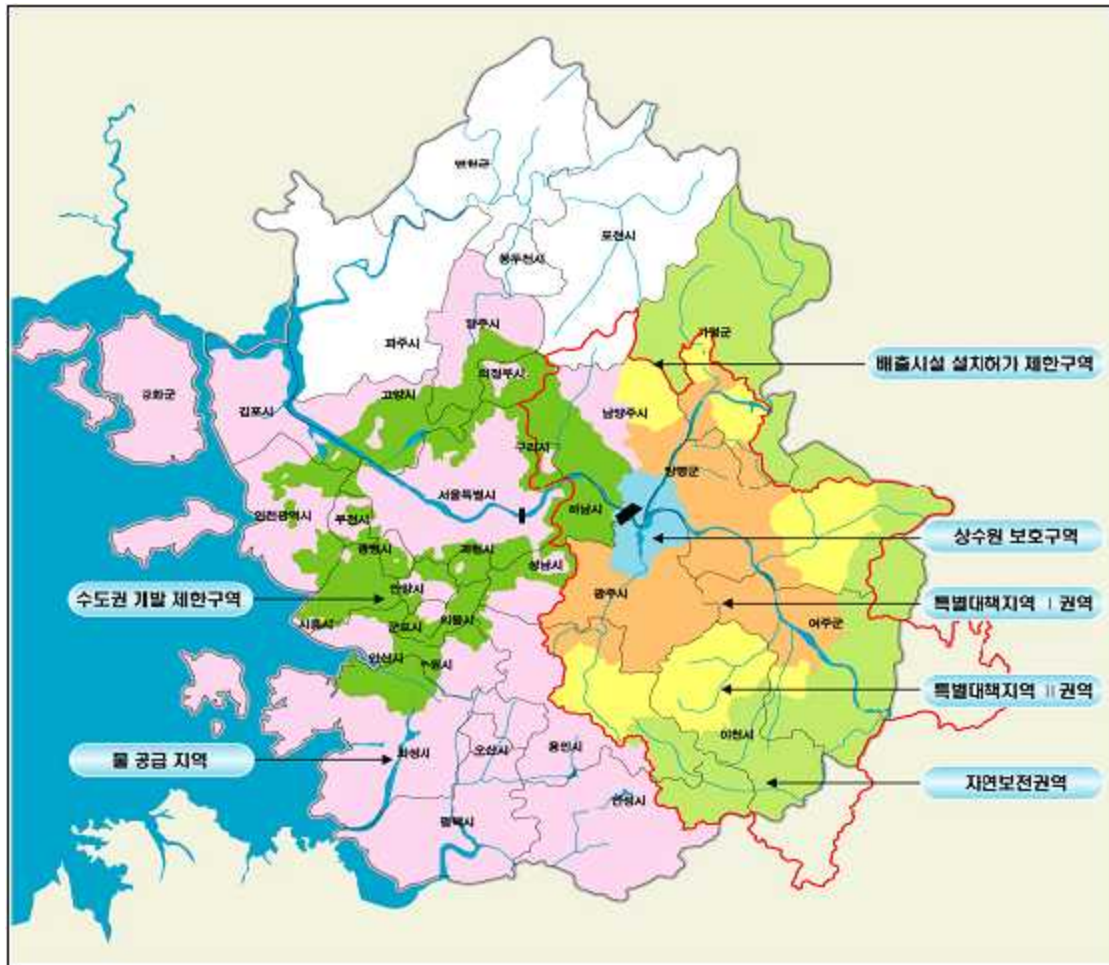 연천군
포천시
동두천시
양주시
파주시
가평군
의정부시
배출시설 설치허가 제한구역
고양시
강화군
김포시
남양주시
구리시
양평군
서울특별시
하남시
인천광역시
부천시
상수원 보호구역
광명시
과천시
성남시
안양시
광주시
수도권 개발 제한구역
특별대책지역 Ⅰ 권역
여주군
시흥시
군포시
의왕시
안산시
수원시
특별대책지역 Ⅱ 권역
이천시
물 공급 지역
화성시
오산시
용인시
자연보전권역
안성시
평택시